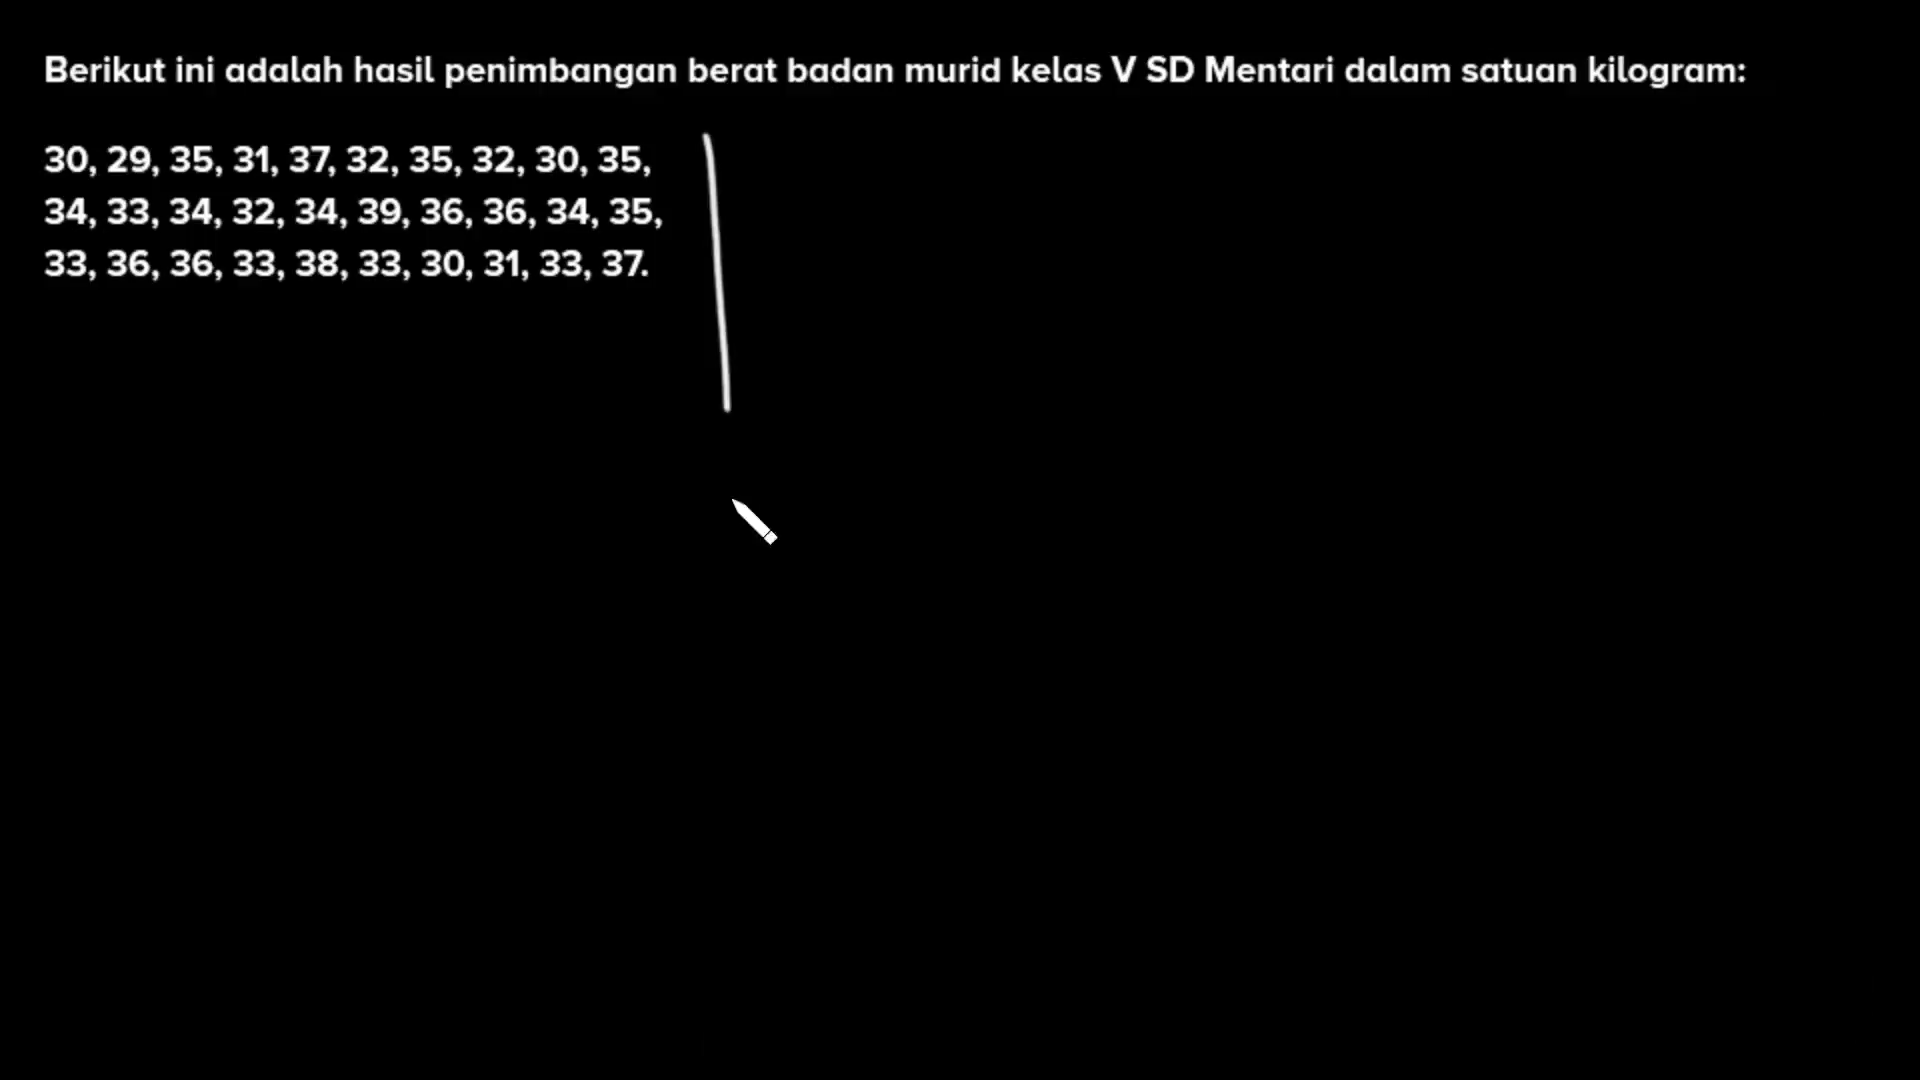 Berikut ini adalah hasil penimbangan berat badan murid kelas V SD Mentari dalam satuan kilogram:
30, 29, 35, 31, 37, 32, 35, 32, 30, 35,
34, 33, 34, 32, 34, 39, 36, 36, 34, 35,
33, 36, 36, 33, 38, 33, 30, 31, 33, 37.